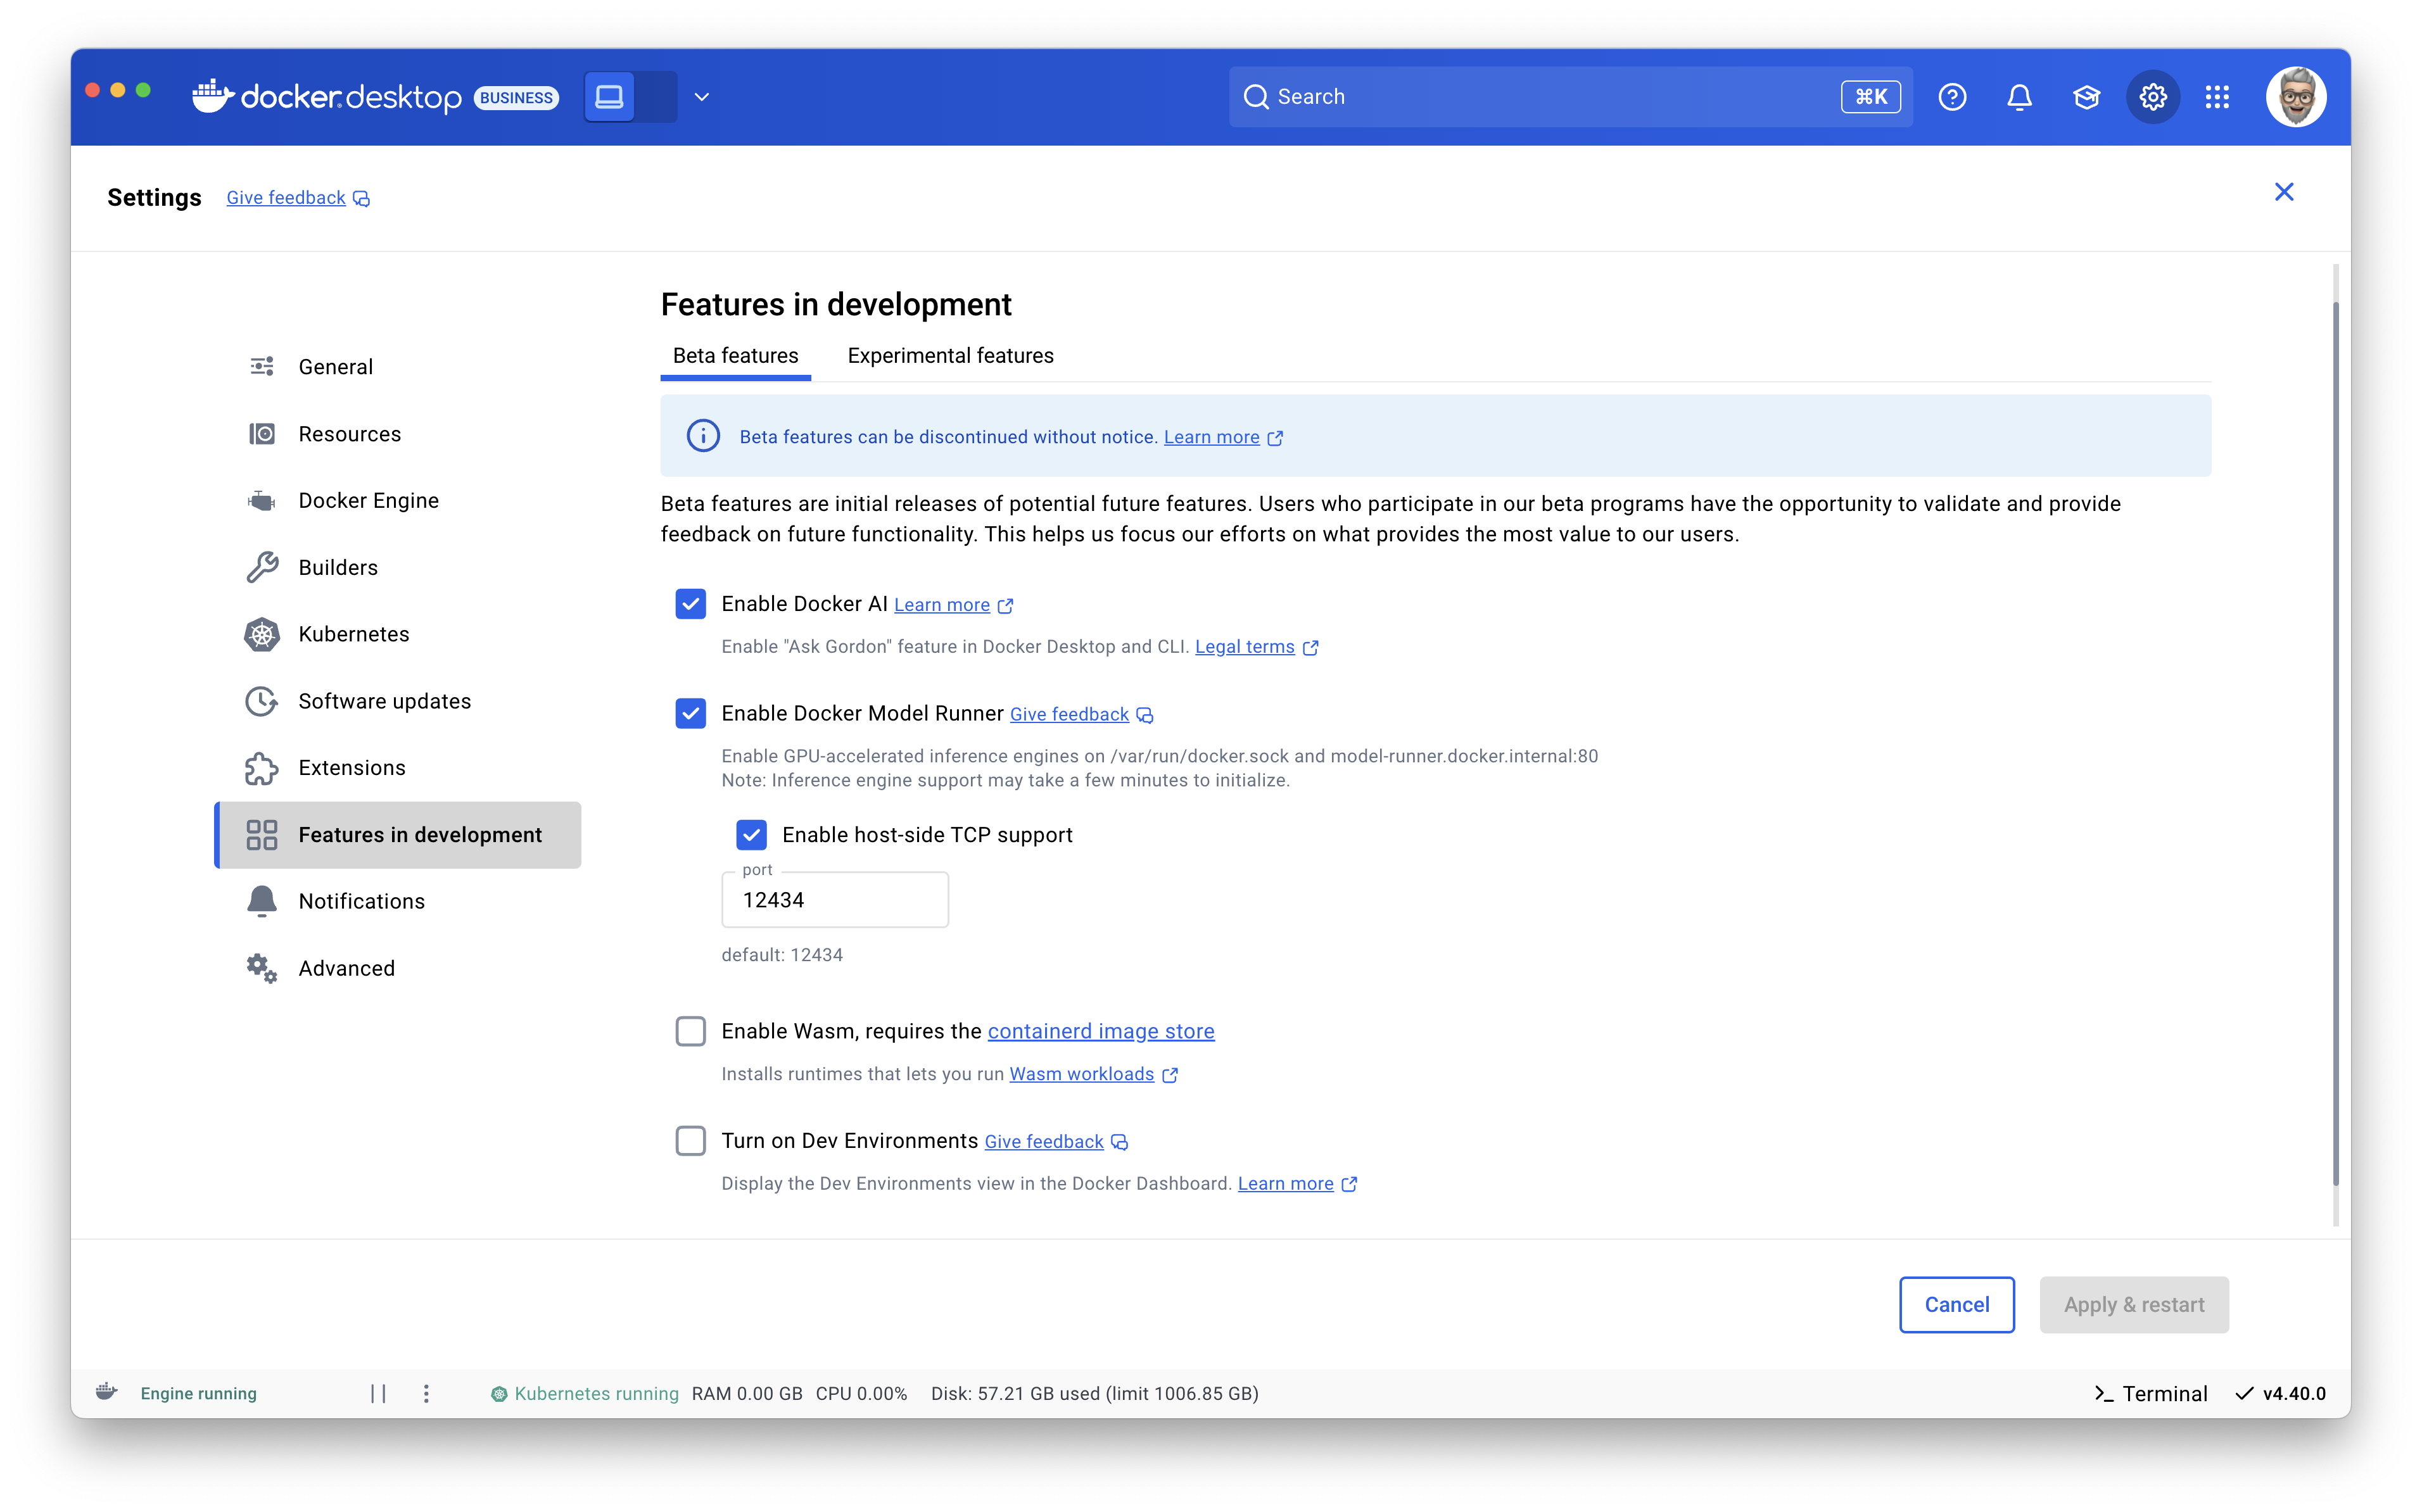 docker desktop BUSINESS
Search ⌘K
Settings Give feedback
Features in development
Beta features Experimental features
General
Resources
Docker Engine
Builders
Kubernetes
Software updates
Extensions
Features in development
Notifications
Advanced
Beta features can be discontinued without notice. Learn more
Beta features are initial releases of potential future features. Users who participate in our beta programs have the opportunity to validate and provide
feedback on future functionality. This helps us focus our efforts on what provides the most value to our users.
Enable Docker AI Learn more
Enable "Ask Gordon" feature in Docker Desktop and CLI. Legal terms
Enable Docker Model Runner Give feedback
Enable GPU-accelerated inference engines on /var/run/docker.sock and model-runner.docker.internal:80
Note: Inference engine support may take a few minutes to initialize.
Enable host-side TCP support
port
12434
default: 12434
Enable Wasm, requires the containerd image store
Installs runtimes that lets you run Wasm workloads
Turn on Dev Environments Give feedback
Display the Dev Environments view in the Docker Dashboard. Learn more
Cancel Apply & restart
Engine running Kubernetes running RAM 0.00 GB CPU 0.00% Disk: 57.21 GB used (limit 1006.85 GB) Terminal v4.40.0